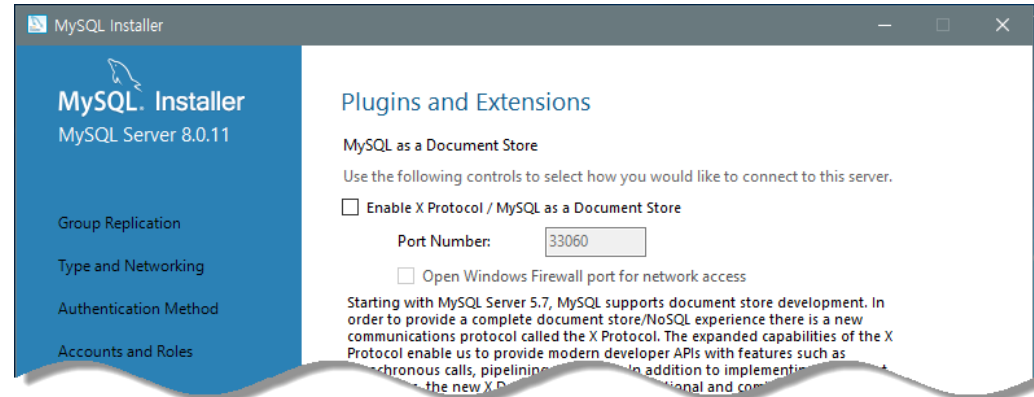 MySQL Installer
MySQL. Installer
MySQL Server 8.0.11
Group Replication
Type and Networking
Authentication Method
Accounts and Roles
Plugins and Extensions
MySQL as a Document Store
Use the following controls to select how you would like to connect to this server.
Enable X Protocol / MySQL as a Document Store
Port Number: 33060
Open Windows Firewall port for network access
Starting with MySQL Server 5.7, MySQL supports document store development. In
order to provide a complete document store/NoSQL experience there is a new
communications protocol called the X Protocol. The expanded capabilities of the X
Protocol enable us to provide modern developer APIs with features such as
calls, pipelining addition to
the new X